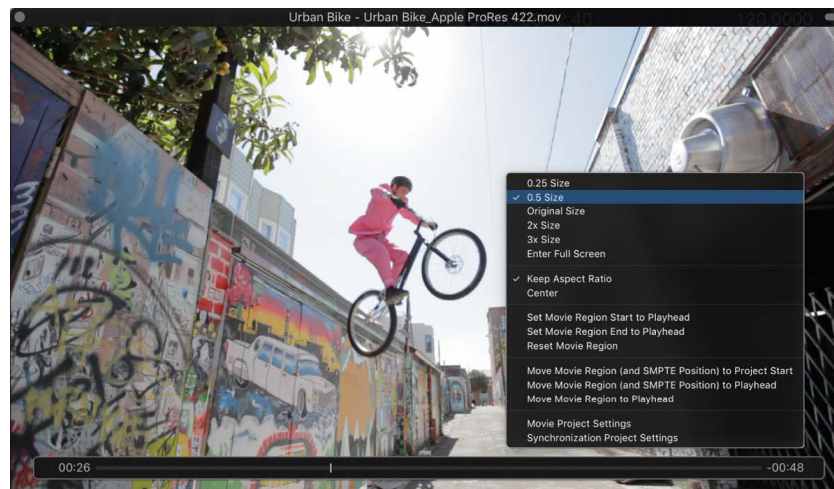 Urban Bike - Urban Bike_Apple ProRes 422.mov
0.25 Size
✓ 0.5 Size
Original Size
2x Size
3x Size
Enter Full Screen
✓ Keep Aspect Ratio
Center
Set Movie Region Start to Playhead
Set Movie Region End to Playhead
Reset Movie Region
Move Movie Region (and SMPTE Position) to Project Start
Move Movie Region (and SMPTE Position) to Playhead
Move Movie Region to Playhead
Movie Project Settings
Synchronization Project Settings
00:26
-00:48